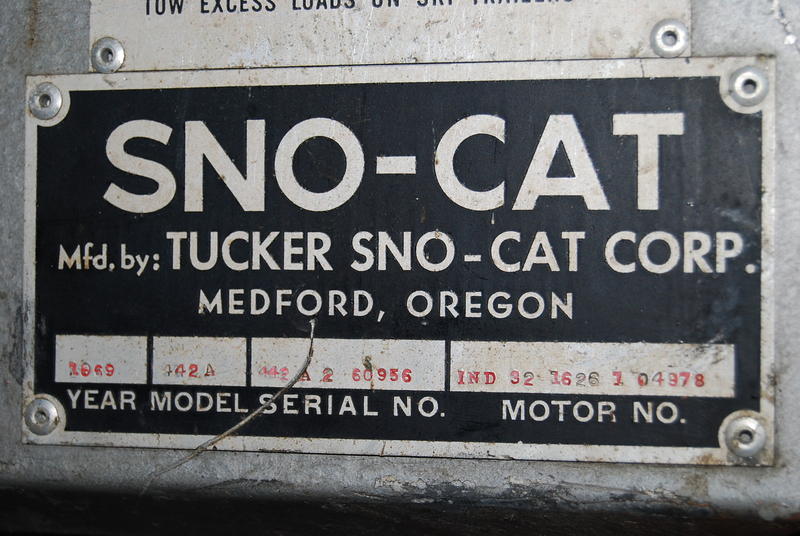 TOW EXCESS LOADS ON SKI TRAILERS
SNO-CAT
Mfd. by: TUCKER SNO-CAT CORP.
MEDFORD, OREGON
1969 442A 442 A 2 60956 IND 32 1626 1 04978
YEAR MODEL SERIAL NO. MOTOR NO.